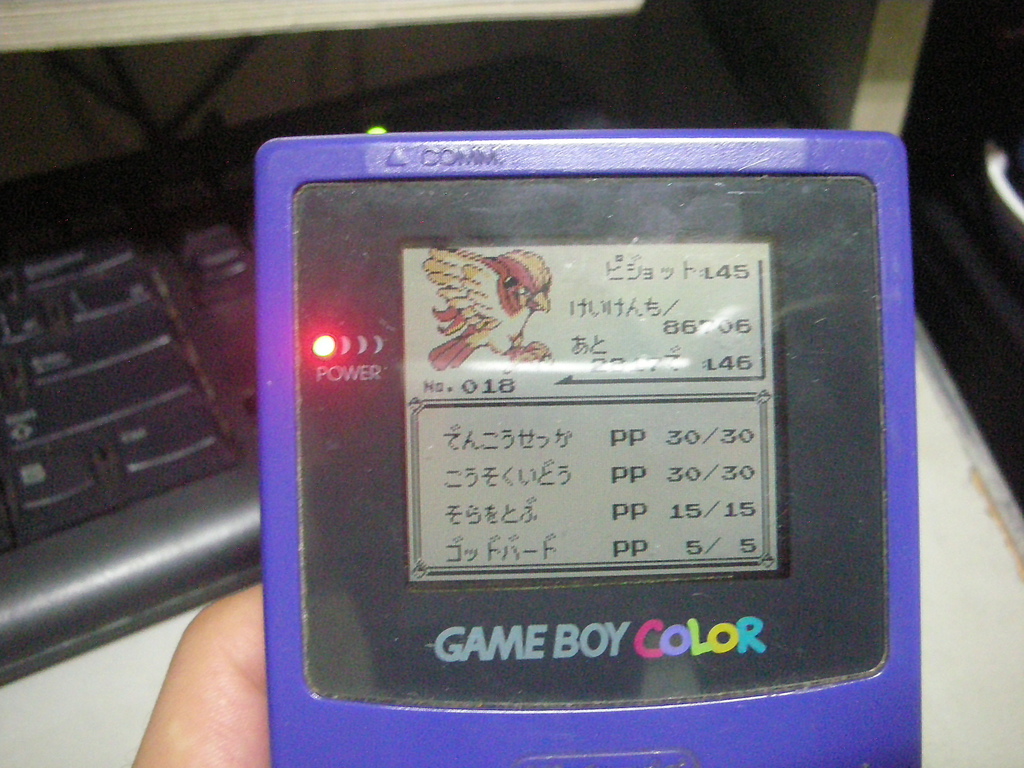 COMM.
ピジョット :L45
けいけんち/
あと
:L46
POWER
No. 018
でんこうせっか PP 30/30
こうそくいどう PP 30/30
そらをとぶ PP 15/15
ゴッドバード PP 5/ 5
GAME BOY COLOR